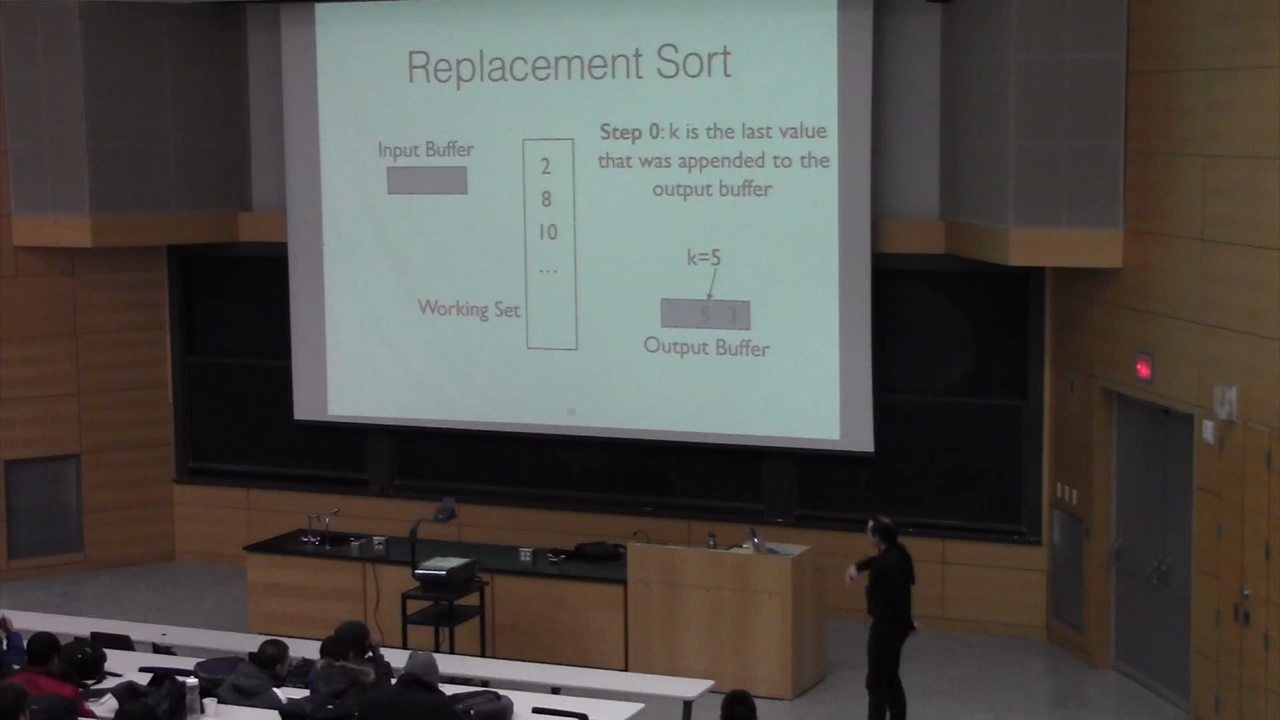 Replacement Sort
Input Buffer
2
8
10
...
Working Set
Step 0: k is the last value
that was appended to the
output buffer
k=5
5 3
Output Buffer